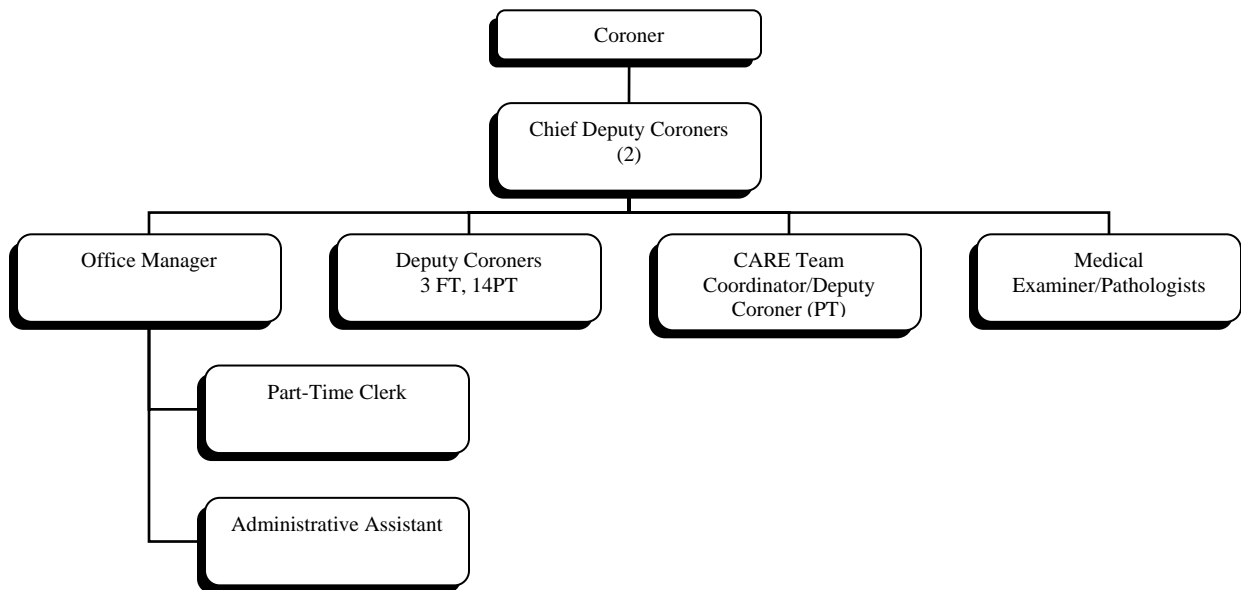 Coroner
Chief Deputy Coroners
(2)
Office Manager
Deputy Coroners
3 FT, 14PT
CARE Team
Coordinator/Deputy
Coroner (PT)
Medical
Examiner/Pathologists
Part-Time Clerk
Administrative Assistant